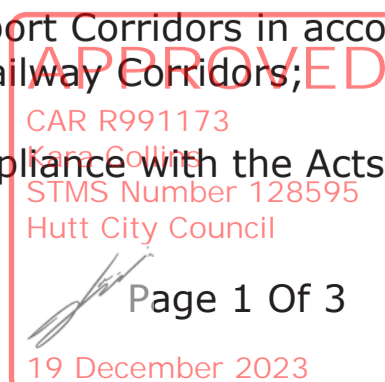 ort Corridors in acco
APPROVED
ailway Corridors;
CAR R991173
Kara Collins
pliance with the Acts
STMS Number 128595
Hutt City Council
Page 1 Of 3
19 December 2023